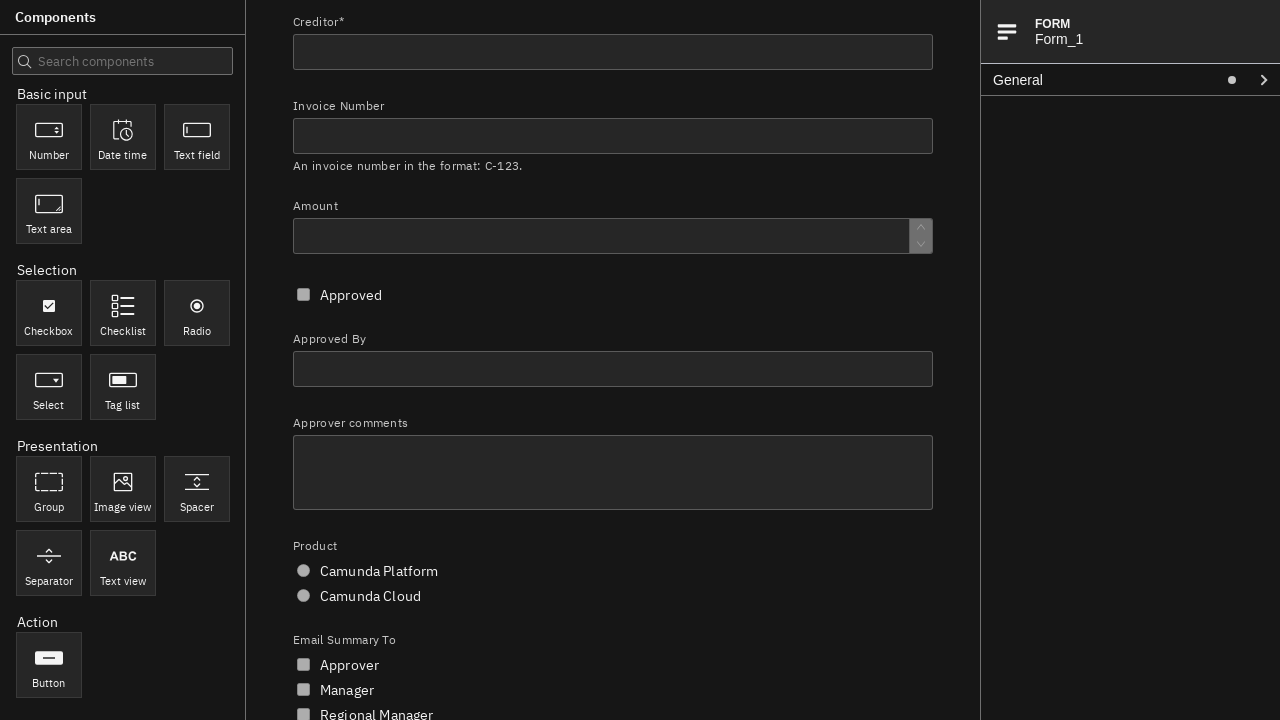 Components
Search components
Basic input
Number
Date time
Text field
Text area
Selection
Checkbox
Checklist
Radio
Select
Tag list
Presentation
Group
Image view
Spacer
Separator
ABC
Text view
Action
Button
Creditor*
Invoice Number
An invoice number in the format: C-123.
Amount
Approved
Approved By
Approver comments
Product
Camunda Platform
Camunda Cloud
Email Summary To
Approver
Manager
Regional Manager
FORM
Form_1
General